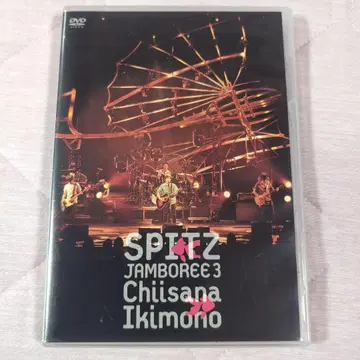 DVD
SPITZ
JAMBOREE 3
Chiisana
Ikimono